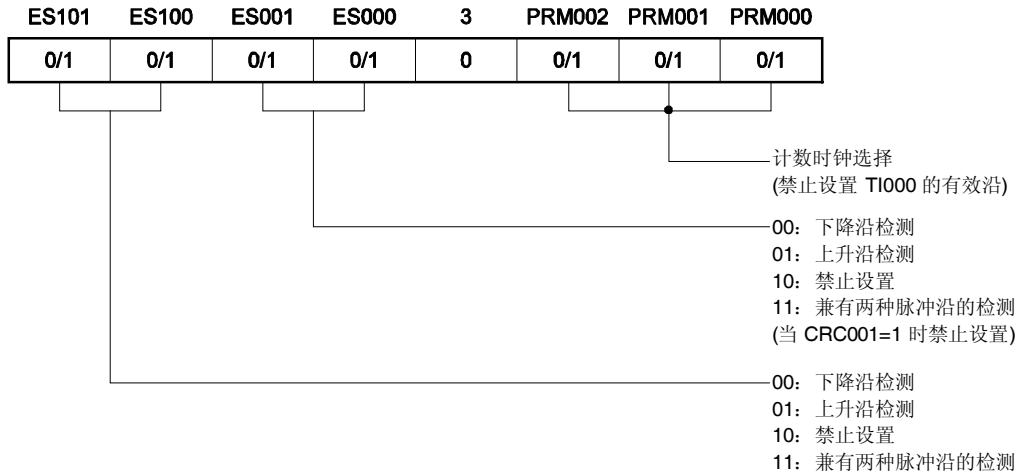 ES101 ES100 ES001 ES000 3 PRM002 PRM001 PRM000
0/1 0/1 0/1 0/1 0 0/1 0/1 0/1
计数时钟选择
(禁止设置 TI000 的有效沿)
00：下降沿检测
01：上升沿检测
10：禁止设置
11：兼有两种脉冲沿的检测
(当 CRC001=1 时禁止设置)
00：下降沿检测
01：上升沿检测
10：禁止设置
11：兼有两种脉冲沿的检测